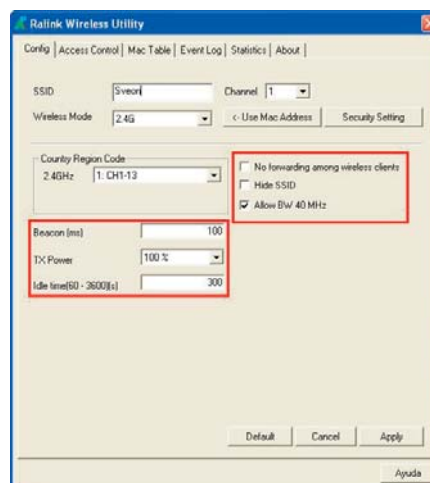 Ralink Wireless Utility
Config Access Control Mac Table Event Log Statistics About
SSID Sveon Channel 1
Wireless Mode 2.4G <- Use Mac Address Security Setting
Country Region Code
2.4GHz 1: CH1-13
No forwarding among wireless clients
Hide SSID
Allow BW 40 MHz
Beacon (ms) 100
TX Power 100 %
Idle time(60 - 3600)(s) 300
Default Cancel Apply
Ayuda